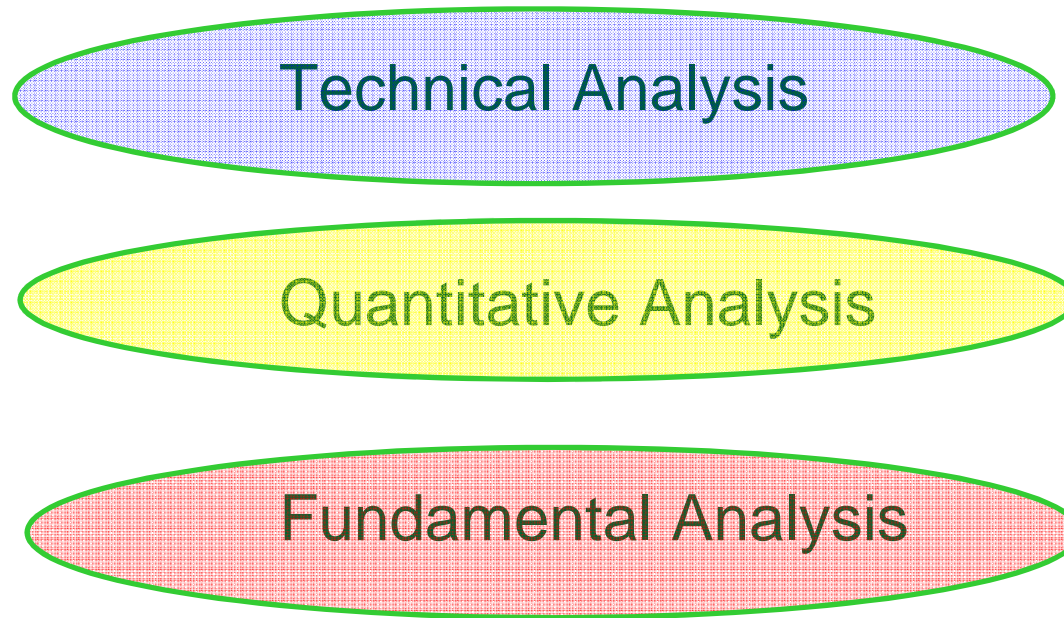 Technical Analysis
Quantitative Analysis
Fundamental Analysis